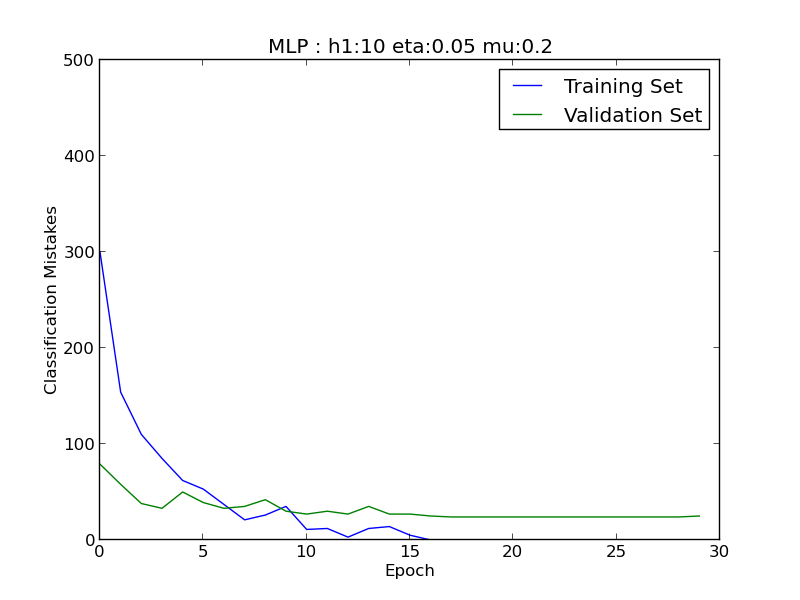 MLP : h1:10 eta:0.05 mu:0.2
Training Set
Validation Set
500
400
300
200
100
0
Classification Mistakes
0 5 10 15 20 25 30
Epoch